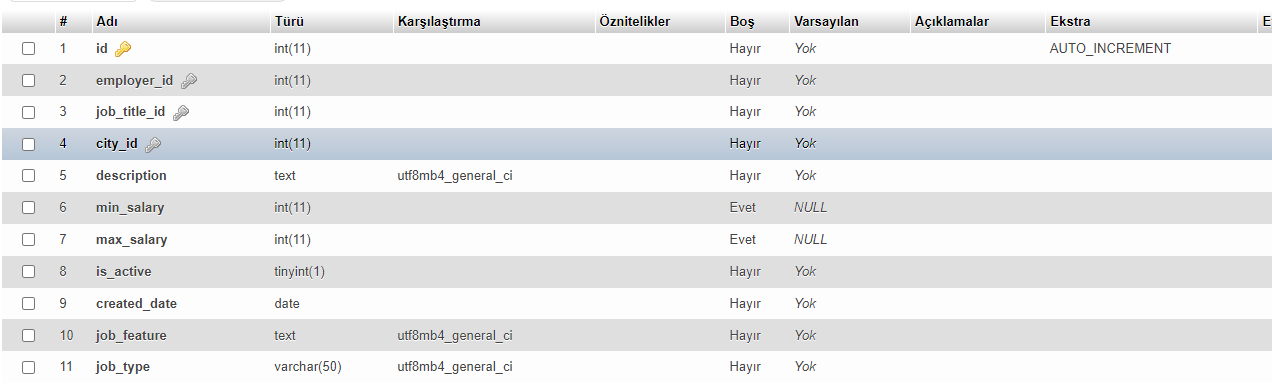 # Adı Türü Karşılaştırma Öznitelikler Boş Varsayılan Açıklamalar Ekstra E
1 id int(11) Hayır Yok AUTO_INCREMENT
2 employer_id int(11) Hayır Yok
3 job_title_id int(11) Hayır Yok
4 city_id int(11) Hayır Yok
5 description text utf8mb4_general_ci Hayır Yok
6 min_salary int(11) Evet NULL
7 max_salary int(11) Evet NULL
8 is_active tinyint(1) Hayır Yok
9 created_date date Hayır Yok
10 job_feature text utf8mb4_general_ci Hayır Yok
11 job_type varchar(50) utf8mb4_general_ci Hayır Yok